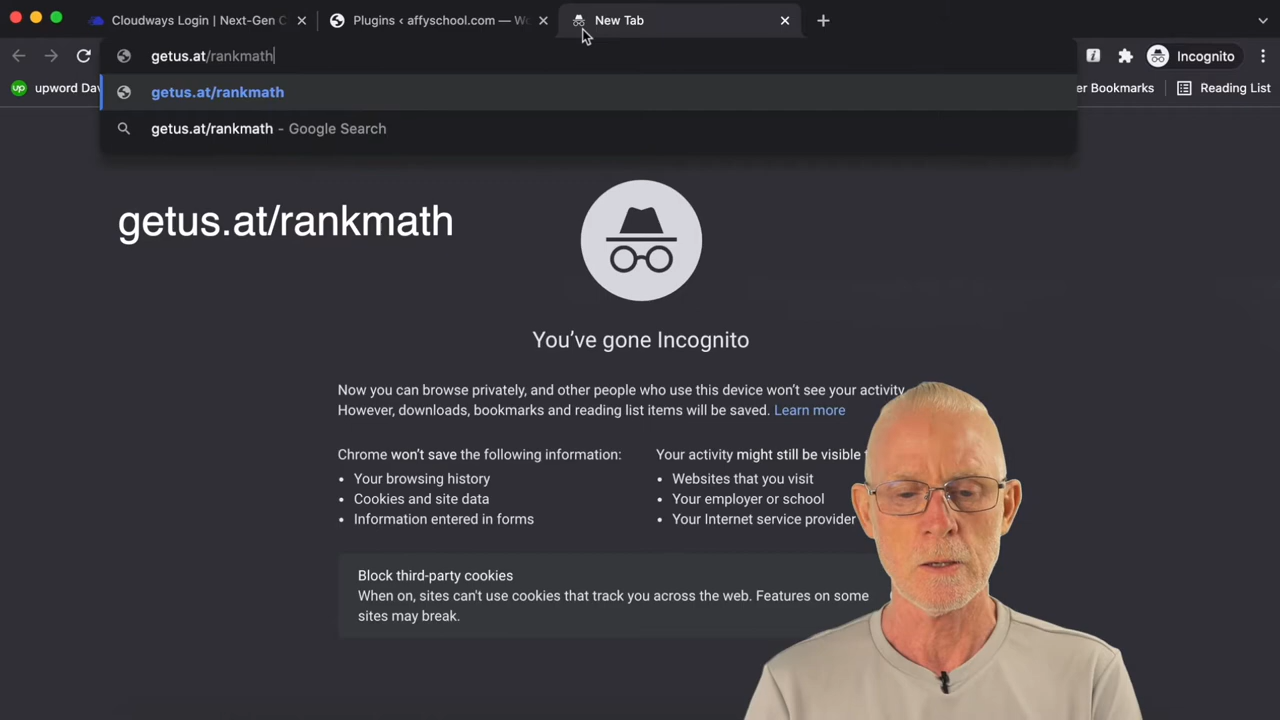 Cloudways Login | Next-Gen C
Plugins ‹ affyschool.com — Wo
New Tab
getus.at/rankmath
Incognito
up
upword Dav
getus.at/rankmath
er Bookmarks
Reading List
getus.at/rankmath - Google Search
getus.at/rankmath
You've gone Incognito
Now you can browse privately, and other people who use this device won't see your activity.
However, downloads, bookmarks and reading list items will be saved. Learn more
Chrome won't save the following information:
• Your browsing history
• Cookies and site data
• Information entered in forms
Your activity might still be visible
• Websites that you visit
• Your employer or school
• Your Internet service provider
Block third-party cookies
When on, sites can't use cookies that track you across the web. Features on some
sites may break.